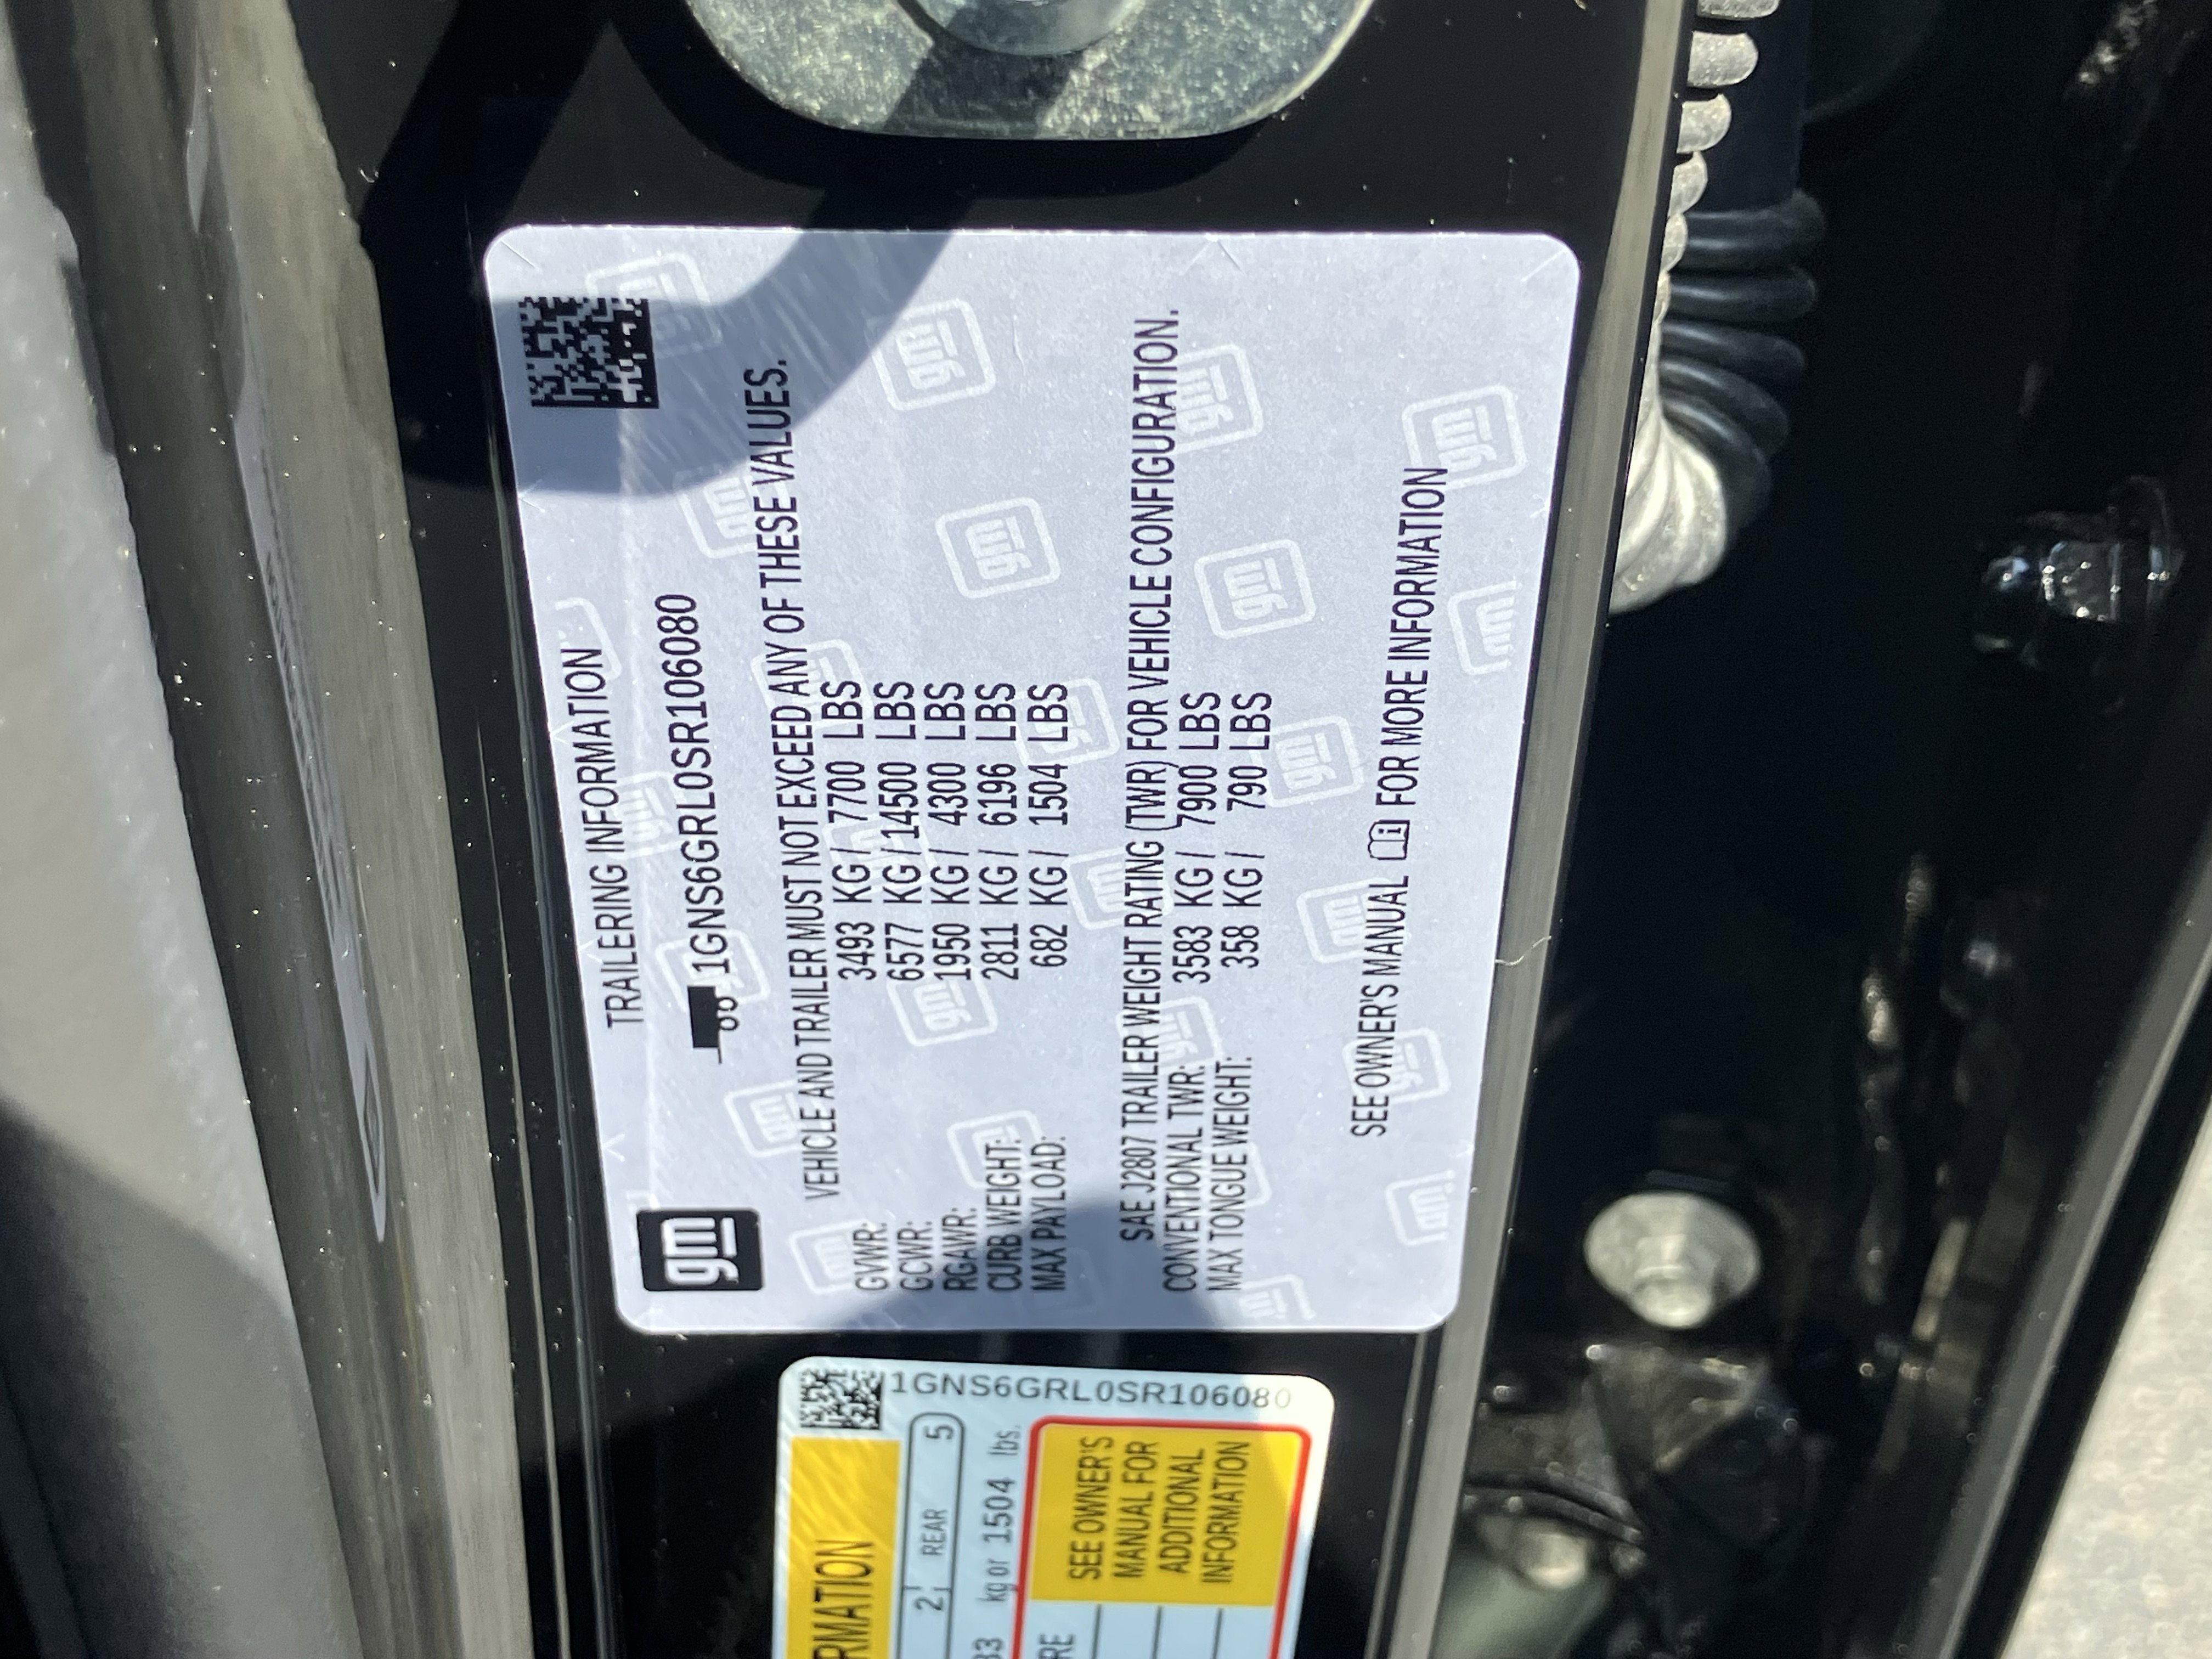 TRAILERING INFORMATION
1GNS6GRL0SR106080
gm
VEHICLE AND TRAILER MUST NOT EXCEED ANY OF THESE VALUES.
GVWR: 3493 KG/ 7700 LBS
GCWR: 6577 KG/ 14500 LBS
RGAWR: 1950 KG/ 4300 LBS
CURB WEIGHT: 2811 KG/ 6196 LBS
MAX PAYLOAD: 682 KG/ 1504 LBS
SAE J2807 TRAILER WEIGHT RATING (TWR) FOR VEHICLE CONFIGURATION.
CONVENTIONAL TWR: 3583 KG/ 7900 LBS
MAX TONGUE WEIGHT: 358 KG/ 790 LBS
SEE OWNER'S MANUAL FOR MORE INFORMATION
1GNS6GRL0SR106080
RMATION
2 REAR 5
83 kg or 1504 lbs.
RE
SEE OWNER'S
MANUAL FOR
ADDITIONAL
INFORMATION